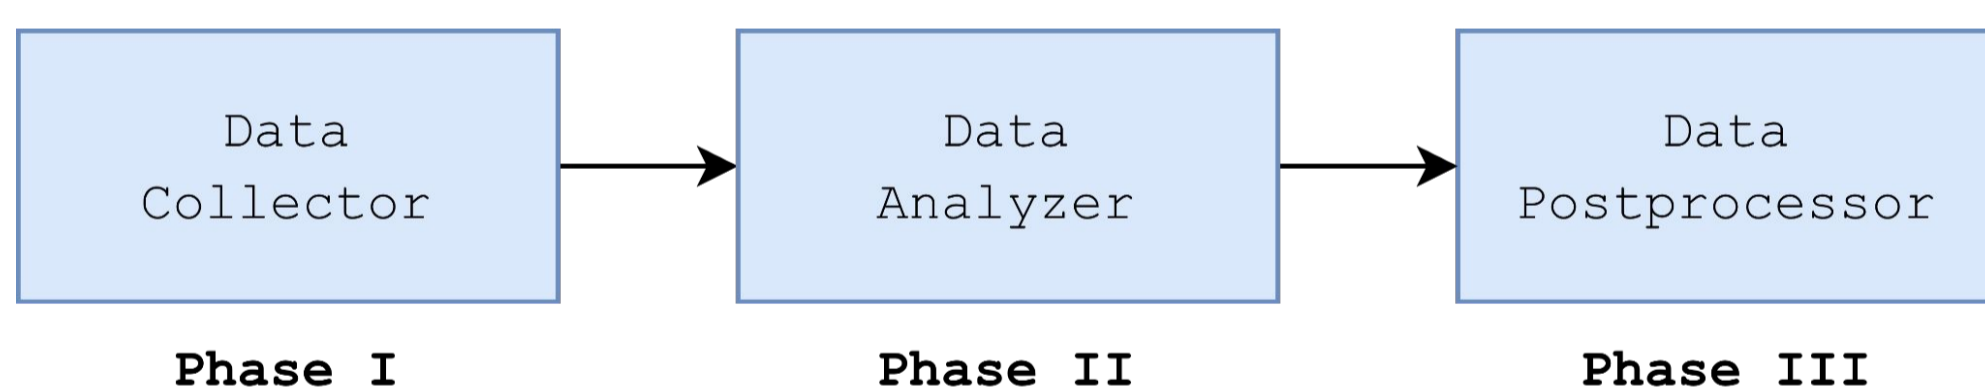 Data
Collector
Data
Analyzer
Data
Postprocessor
Phase I
Phase II
Phase III